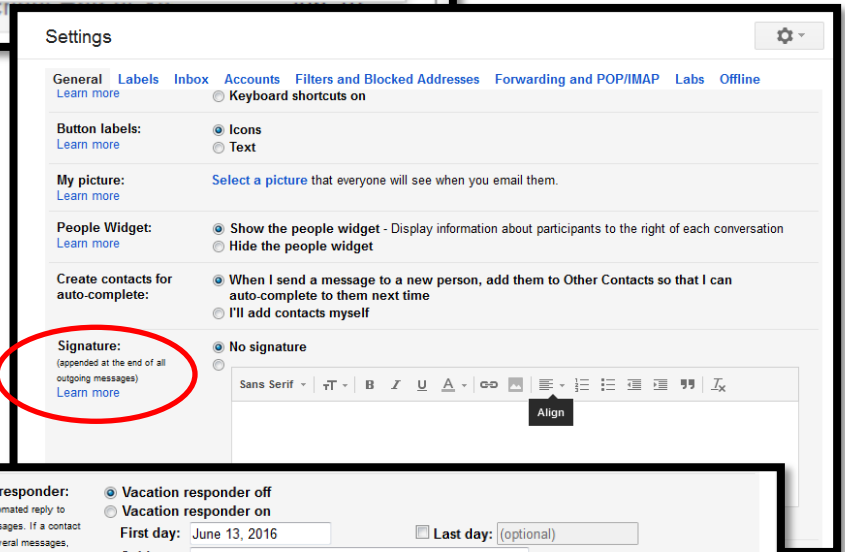 Settings
General Labels Inbox Accounts Filters and Blocked Addresses Forwarding and POP/IMAP Labs Offline
Learn more
Keyboard shortcuts on
Button labels:
Learn more
Icons
Text
My picture:
Learn more
Select a picture that everyone will see when you email them.
People Widget:
Learn more
Show the people widget - Display information about participants to the right of each conversation
Hide the people widget
Create contacts for
auto-complete:
When I send a message to a new person, add them to Other Contacts so that I can
auto-complete to them next time
I'll add contacts myself
Signature:
(appended at the end of all
outgoing messages)
Learn more
No signature
Sans Serif
Align
responder:
omated reply to
sages. If a contact
veral messages,
Vacation responder off
Vacation responder on
First day: June 13, 2016 Last day: (optional)